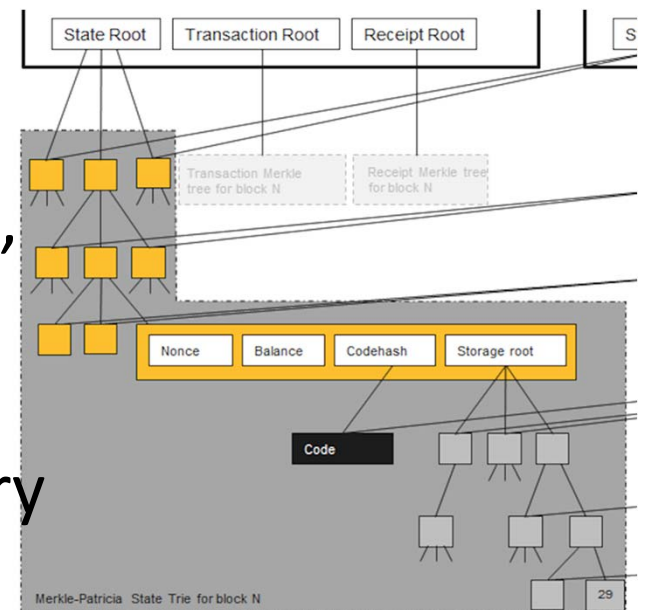 State Root Transaction Root Receipt Root S
Transaction Merkle Receipt Merkle tree
tree for block N for block N
,
Nonce Balance Codehash Storage root
Code
ry
29
Merkle-Patricia State Trie for block N